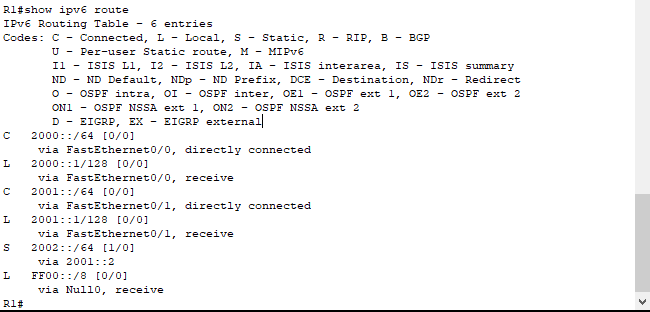 R1#show ipv6 route
IPv6 Routing Table - 6 entries
Codes: C - Connected, L - Local, S - Static, R - RIP, B - BGP
       U - Per-user Static route, M - MIPv6
       I1 - ISIS L1, I2 - ISIS L2, IA - ISIS interarea, IS - ISIS summary
       ND - ND Default, NDp - ND Prefix, DCE - Destination, NDr - Redirect
       O - OSPF intra, OI - OSPF inter, OE1 - OSPF ext 1, OE2 - OSPF ext 2
       ON1 - OSPF NSSA ext 1, ON2 - OSPF NSSA ext 2
       D - EIGRP, EX - EIGRP external
C   2000::/64 [0/0]
     via FastEthernet0/0, directly connected
L   2000::1/128 [0/0]
     via FastEthernet0/0, receive
C   2001::/64 [0/0]
     via FastEthernet0/1, directly connected
L   2001::1/128 [0/0]
     via FastEthernet0/1, receive
S   2002::/64 [1/0]
     via 2001::2
L   FF00::/8 [0/0]
     via Null0, receive
R1#